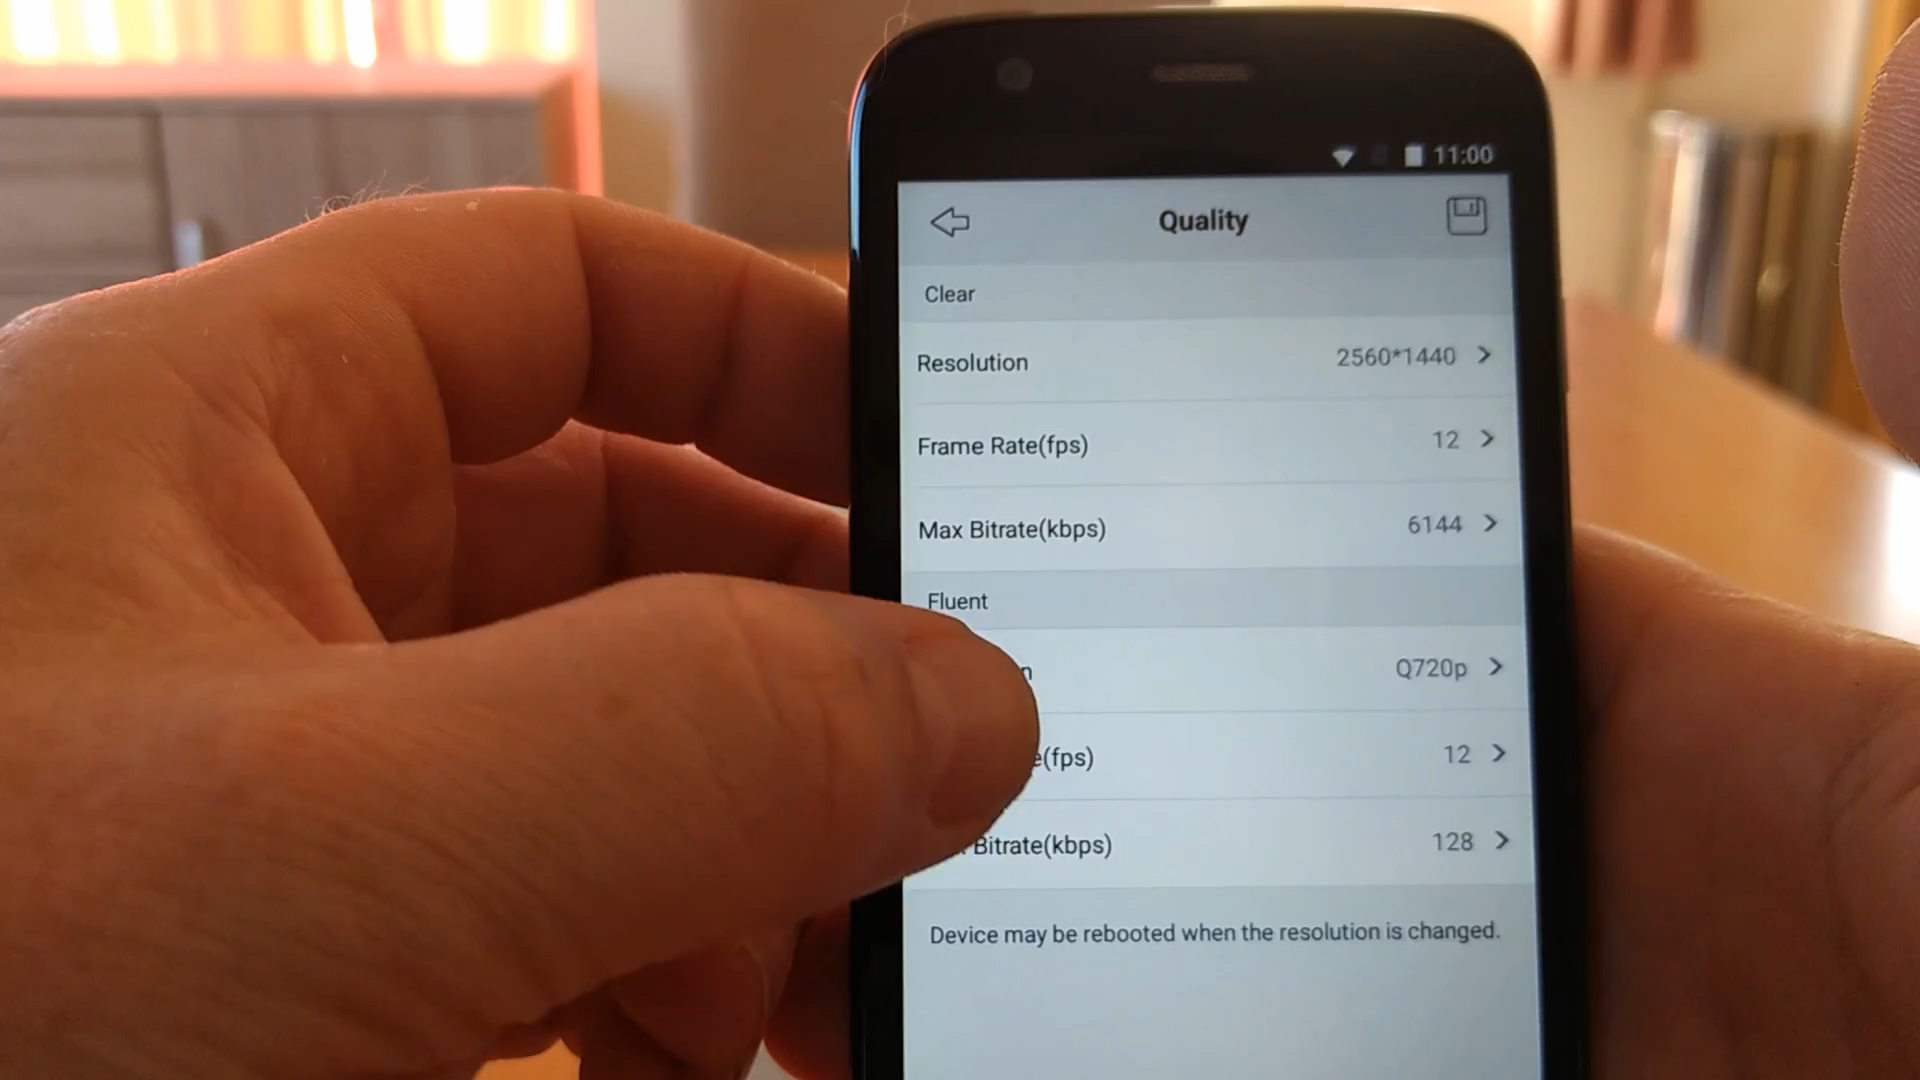 11:00
Quality
Clear
Resolution 2560*1440
Frame Rate(fps) 12
Max Bitrate(kbps) 6144
Fluent
Q720p
(fps) 12
Bitrate(kbps) 128
Device may be rebooted when the resolution is changed.